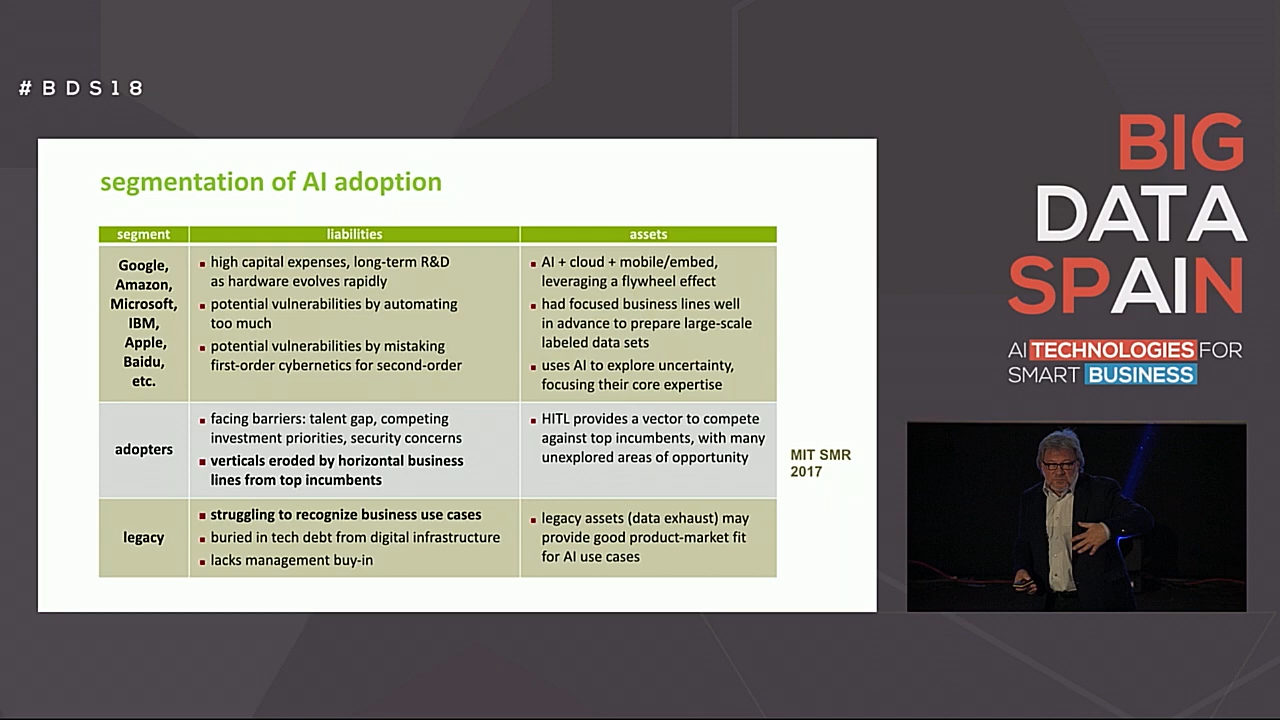 #BDS18
segmentation of AI adoption
segment
liabilities
assets
Google,
Amazon,
Microsoft,
IBM,
Apple,
Baidu,
etc.
high capital expenses, long-term R&D
as hardware evolves rapidly
potential vulnerabilities by automating
too much
potential vulnerabilities by mistaking
first-order cybernetics for second-order
AI + cloud + mobile/embed,
leveraging a flywheel effect
had focused business lines well
in advance to prepare large-scale
labeled data sets
uses AI to explore uncertainty,
focusing their core expertise
adopters
facing barriers: talent gap, competing
investment priorities, security concerns
verticals eroded by horizontal business
lines from top incumbents
HITL provides a vector to compete
against top incumbents, with many
unexplored areas of opportunity
legacy
struggling to recognize business use cases
buried in tech debt from digital infrastructure
lacks management buy-in
legacy assets (data exhaust) may
provide good product-market fit
for AI use cases
MIT SMR
2017
BIG
DATA
SPAIN
AI TECHNOLOGIES FOR
SMART BUSINESS